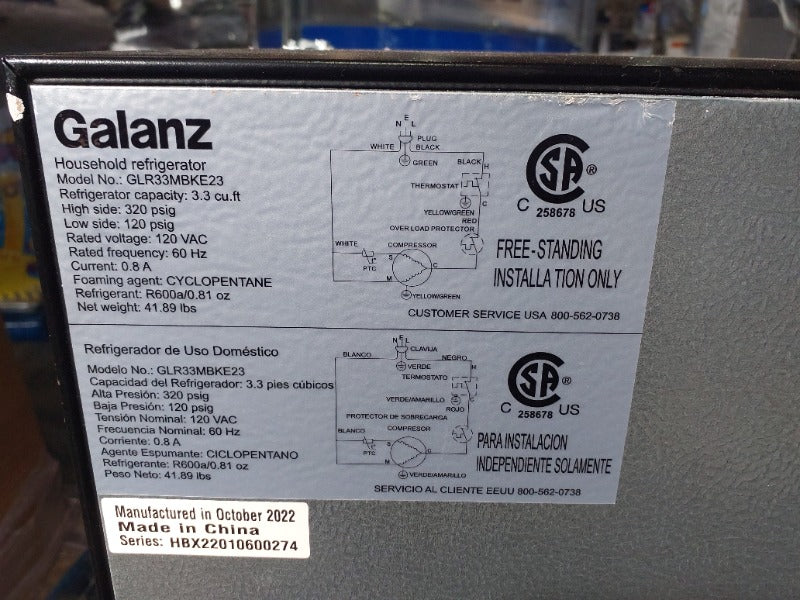 Galanz
Household refrigerator
Model No.: GLR33MBKE23
Refrigerator capacity: 3.3 cu.ft
High side: 320 psig
Low side: 120 psig
Rated voltage: 120 VAC
Rated frequency: 60 Hz
Current: 0.8 A
Foaming agent: CYCLOPENTANE
Refrigerant: R600a/0.81 oz
Net weight: 41.89 lbs
E
N L
PLUG
WHITE BLACK
GREEN
BLACK H
THERMOSTAT
C
YELLOW/GREEN
RED
OVER LOAD PROTECTOR
WHITE
COMPRESSOR
PTC
S
C
M
YELLOW/GREEN
CSA ®
C US
258678
FREE-STANDING
INSTALLATION ONLY
CUSTOMER SERVICE USA 800-562-0738
Refrigerador de Uso Doméstico
Modelo No.: GLR33MBKE23
Capacidad del Refrigerador: 3.3 pies cúbicos
Alta Presión: 320 psig
Baja Presión: 120 psig
Tensión Nominal: 120 VAC
Frecuencia Nominal: 60 Hz
Corriente: 0.8 A
Agente Espumante: CICLOPENTANO
Refrigerante: R600a/0.81 oz
Peso Neto: 41.89 lbs
E
N L
CLAVIJA
BLANCO NEGRO
VERDE
H
TERMOSTATO
C
VERDE/AMARILLO
ROJO
PROTECTOR DE SOBRECARGA
BLANCO
COMPRESOR
PTC
S
C
M
VERDE/AMARILLO
CSA ®
C US
258678
PARA INSTALACION
INDEPENDIENTE SOLAMENTE
SERVICIO AL CLIENTE EEUU 800-562-0738
Manufactured in October 2022
Made in China
Series: HBX22010600274